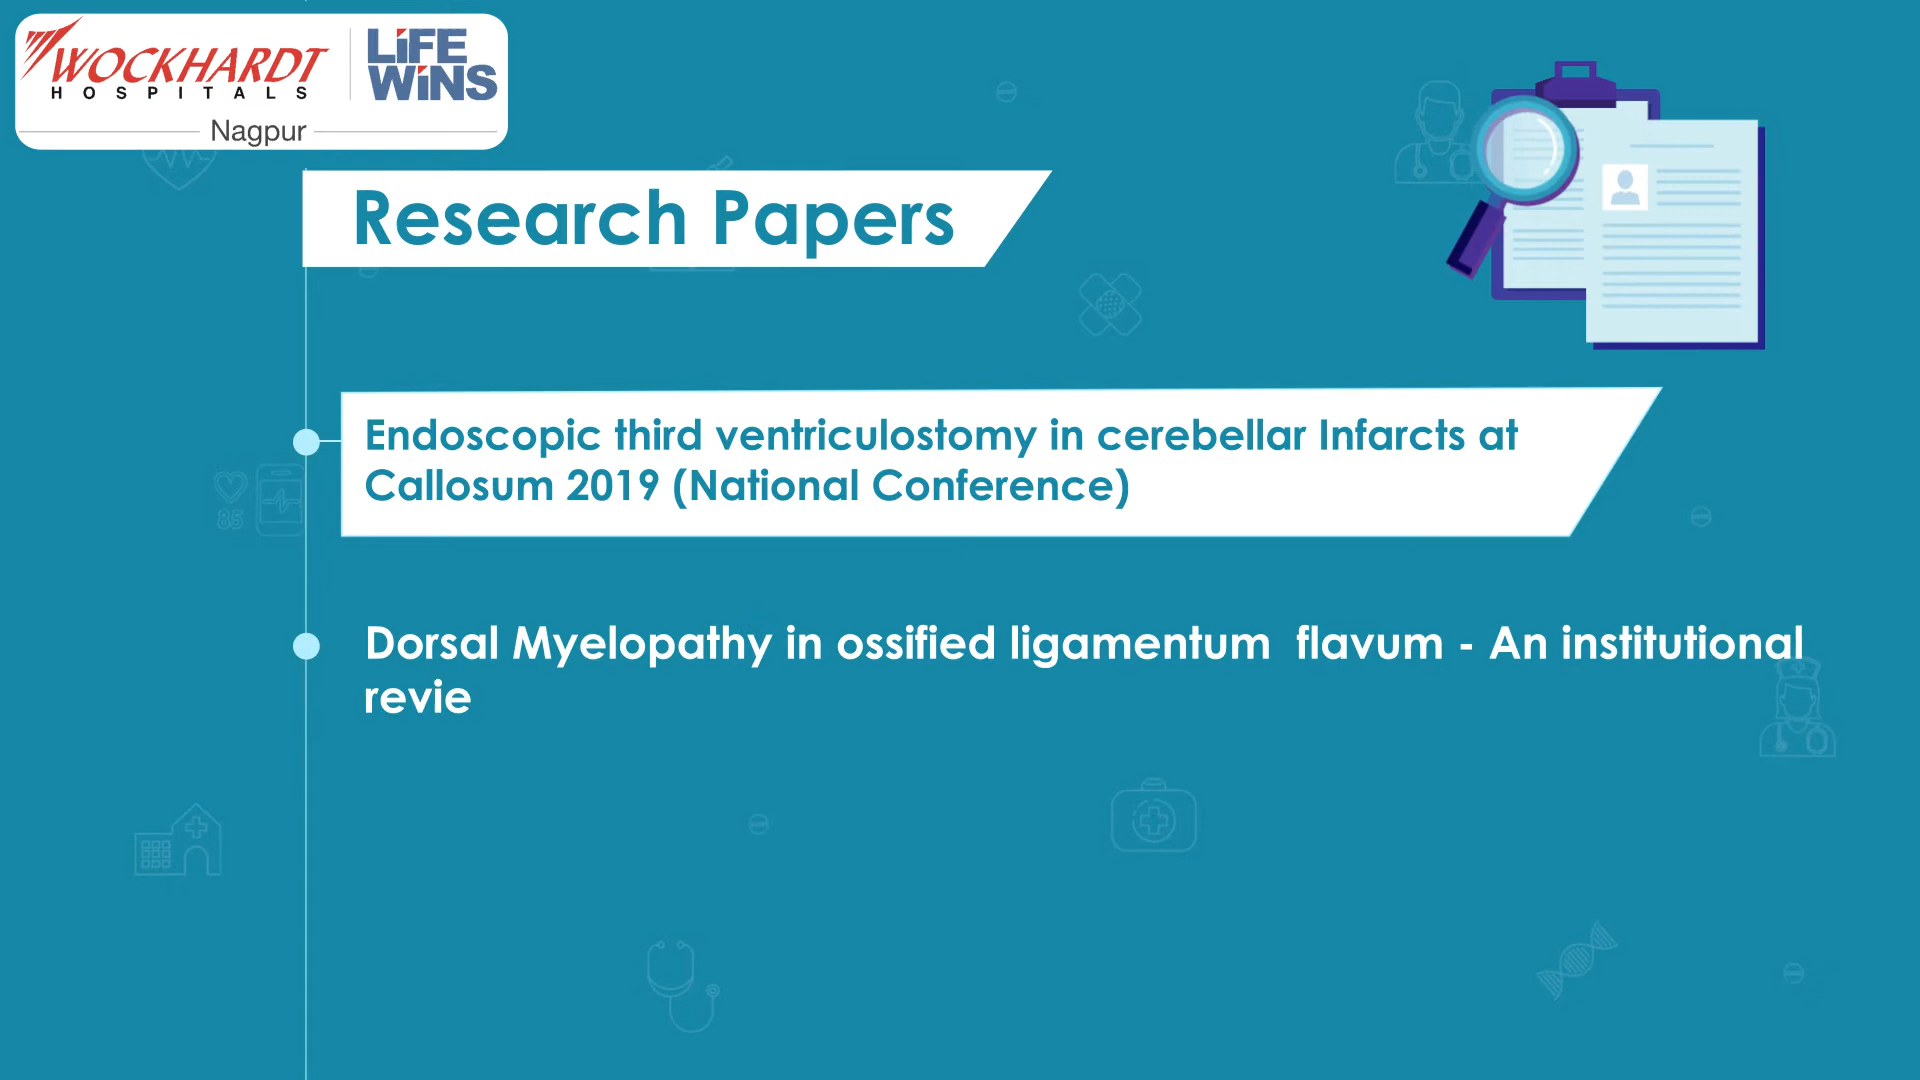 WOCKHARDT
HOSPITALS
LiFE
WiNS
Nagpur
Research Papers
Endoscopic third ventriculostomy in cerebellar Infarcts at
Callosum 2019 (National Conference)
85
Dorsal Myelopathy in ossified ligamentum  flavum - An institutional
revie